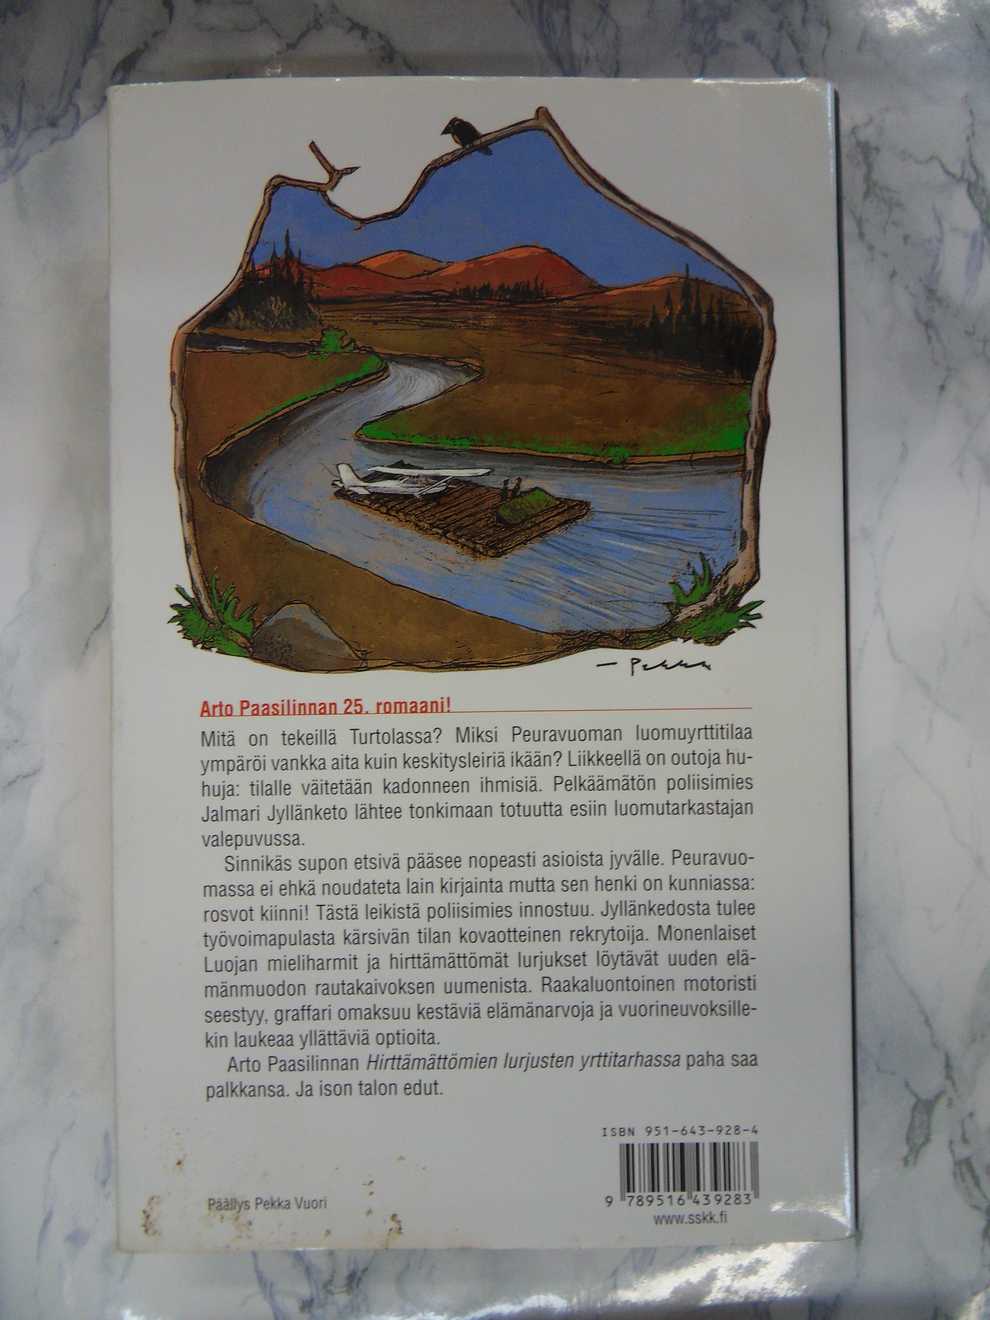 Pekka
Arto Paasilinnan 25. romaani!
Mitä on tekeillä Turtolassa? Miksi Peuravuoman luomuyrttitilaa
ympäröi vankka aita kuin keskitysleiriä ikään? Liikkeellä on outoja hu-
huja: tilalle väitetään kadonneen ihmisiä. Pelkäämätön poliisimies
Jalmari Jyllänketo lähtee tonkimaan totuutta esiin luomutarkastajan
valepuvussa.
Sinnikäs supon etsivä pääsee nopeasti asioista jyvälle. Peuravuo-
massa ei ehkä noudateta lain kirjainta mutta sen henki on kunniassa:
rosvot kiinni! Tästä leikistä poliisimies innostuu. Jyllänkedosta tulee
työvoimapulasta kärsivän tilan kovaotteinen rekrytoija. Monenlaiset
Luojan mieliharmit ja hirttämättömät lurjukset löytävät uuden elä-
mänmuodon rautakaivoksen uumenista. Raakaluontoinen motoristi
seestyy, graffari omaksuu kestäviä elämänarvoja ja vuorineuvoksille-
kin laukeaa yllättäviä optioita.
Arto Paasilinnan Hirttämättömien lurjusten yrttitarhassa paha saa
palkkansa. Ja ison talon edut.
ISBN 951-643-928-4
9 789516 439283
Päällys Pekka Vuori
www.sskk.fi